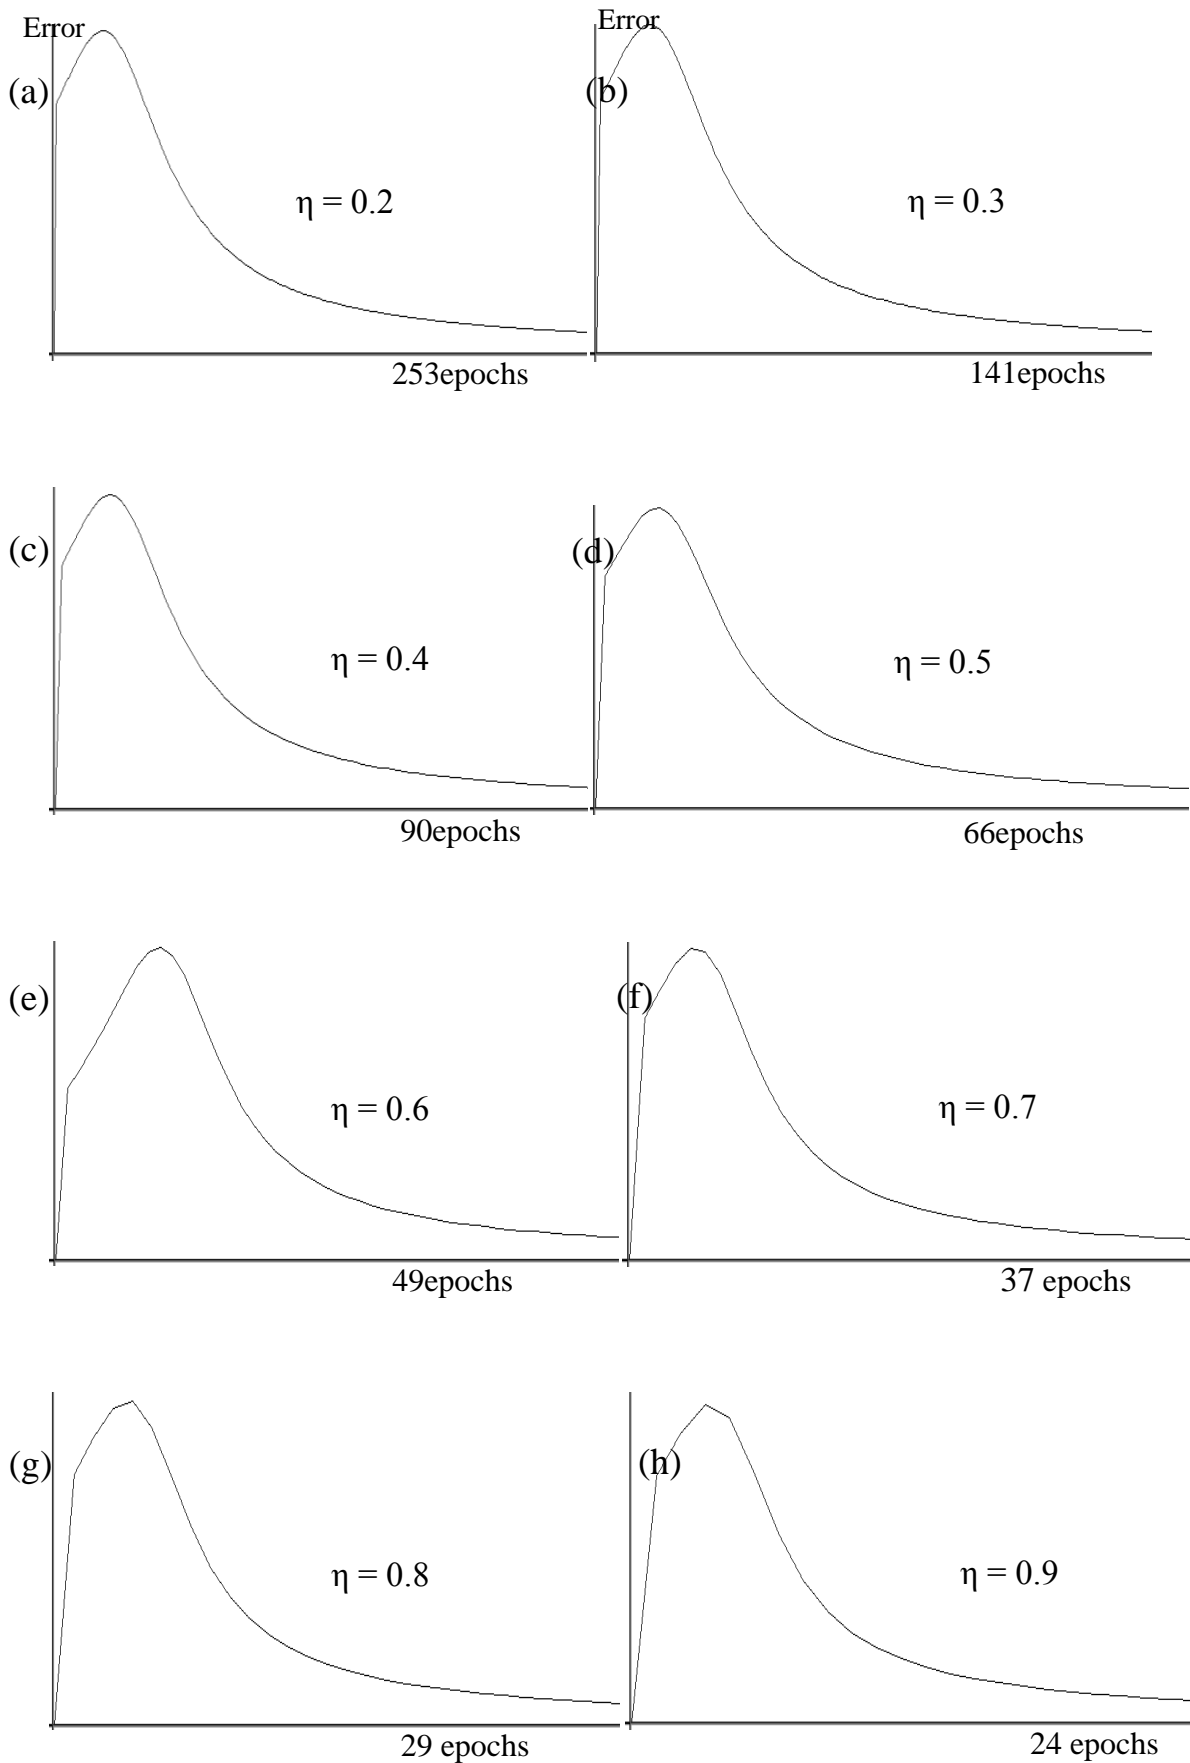 Error
Error
(a)
(b)
η = 0.2
η = 0.3
253epochs
141epochs
(c)
(d)
η = 0.4
η = 0.5
90epochs
66epochs
(e)
(f)
η = 0.6
η = 0.7
49epochs
37 epochs
(g)
(h)
η = 0.8
η = 0.9
29 epochs
24 epochs